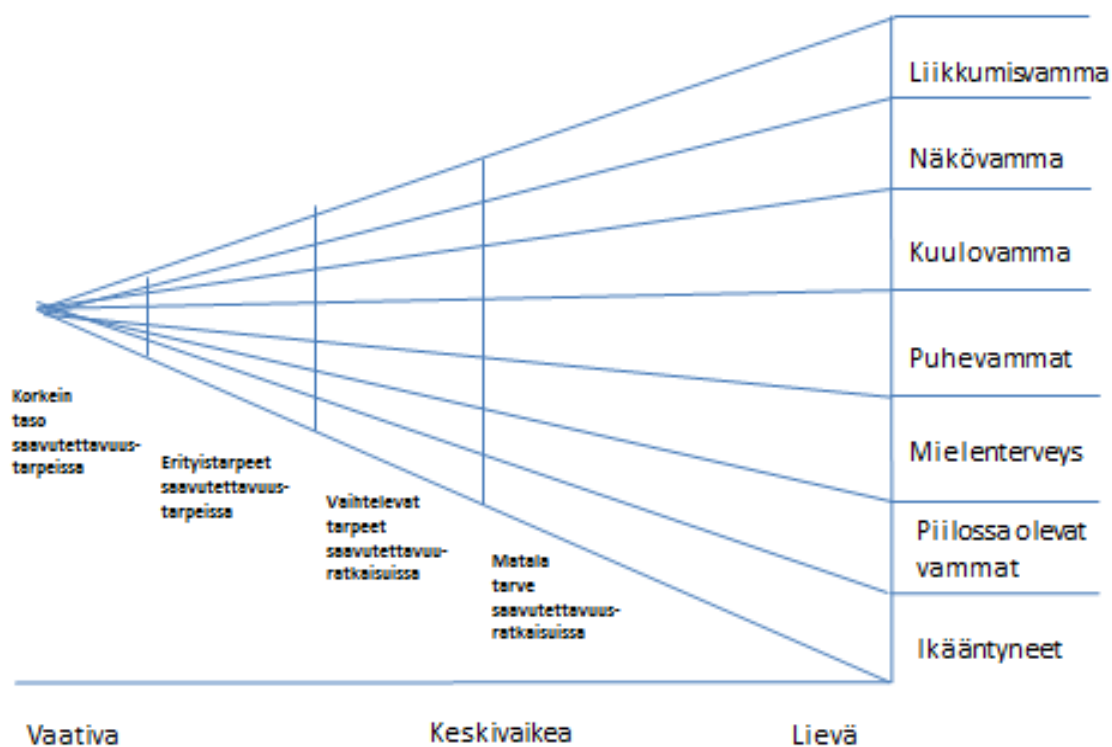 Liikkumisvamma
Näkövamma
Kuulovamma
Puhevammat
Mielenterveys
Piilossa olevat
vammat
Ikääntyneet
Korkein
taso
saavutettavuus-
tarpeissa
Erityistarpeet
saavutettavuus-
tarpeissa
Vaihtelevat
tarpeet
saavutettavuu-
ratkaisuissa
Matala
tarve
saavutettavuus-
ratkaisuissa
Vaativa
Keskivaikea
Lievä